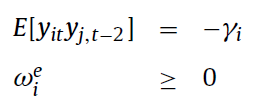 E[y_{it}y_{j,t−2}] = −γ_i
ω_i^e ≥ 0